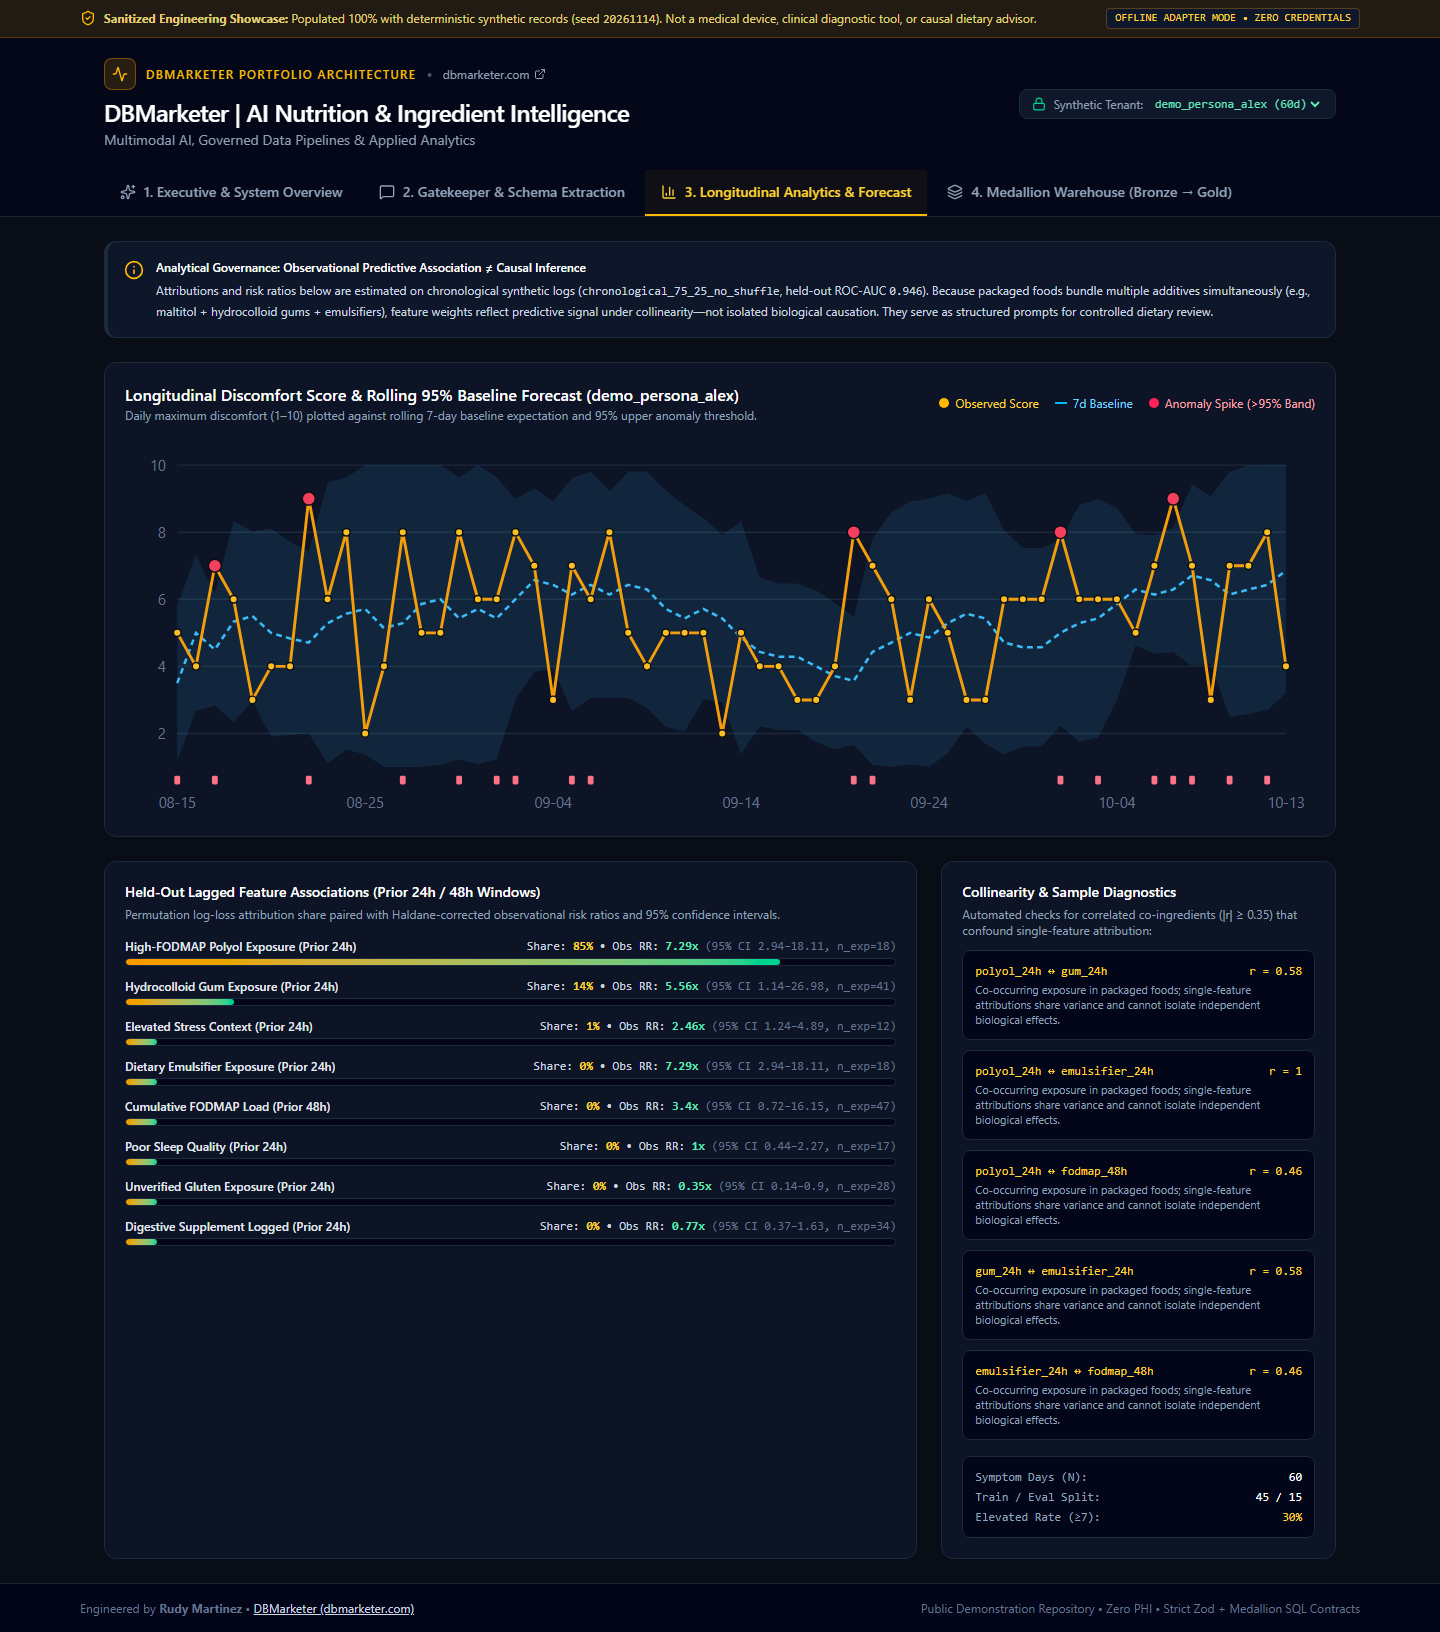 Sanitized Engineering Showcase: Populated 100% with deterministic synthetic records (seed 20261114). Not a medical device, clinical diagnostic tool, or causal dietary advisor.
OFFLINE ADAPTER MODE • ZERO CREDENTIALS
DBMARKETER PORTFOLIO ARCHITECTURE • dbmarketer.com
DBMarketer | AI Nutrition & Ingredient Intelligence
Multimodal AI, Governed Data Pipelines & Applied Analytics
Synthetic Tenant: demo_persona_alex (60d)
1. Executive & System Overview
2. Gatekeeper & Schema Extraction
3. Longitudinal Analytics & Forecast
4. Medallion Warehouse (Bronze → Gold)
Analytical Governance: Observational Predictive Association ≠ Causal Inference
Attributions and risk ratios below are estimated on chronological synthetic logs (chronological_75_25_no_shuffle, held-out ROC-AUC 0.946). Because packaged foods bundle multiple additives simultaneously (e.g.,
maltitol + hydrocolloid gums + emulsifiers), feature weights reflect predictive signal under collinearity—not isolated biological causation. They serve as structured prompts for controlled dietary review.
Longitudinal Discomfort Score & Rolling 95% Baseline Forecast (demo_persona_alex)
Daily maximum discomfort (1–10) plotted against rolling 7-day baseline expectation and 95% upper anomaly threshold.
Observed Score
7d Baseline
Anomaly Spike (>95% Band)
10
8
6
4
2
08-15
08-25
09-04
09-14
09-24
10-04
10-13
Held-Out Lagged Feature Associations (Prior 24h / 48h Windows)
Permutation log-loss attribution share paired with Haldane-corrected observational risk ratios and 95% confidence intervals.
High-FODMAP Polyol Exposure (Prior 24h)
Share: 85% • Obs RR: 7.29x (95% CI 2.94–18.11, n_exp=18)
Hydrocolloid Gum Exposure (Prior 24h)
Share: 14% • Obs RR: 5.56x (95% CI 1.14–26.98, n_exp=41)
Elevated Stress Context (Prior 24h)
Share: 1% • Obs RR: 2.46x (95% CI 1.24–4.89, n_exp=12)
Dietary Emulsifier Exposure (Prior 24h)
Share: 0% • Obs RR: 7.29x (95% CI 2.94–18.11, n_exp=18)
Cumulative FODMAP Load (Prior 48h)
Share: 0% • Obs RR: 3.4x (95% CI 0.72–16.15, n_exp=47)
Poor Sleep Quality (Prior 24h)
Share: 0% • Obs RR: 1x (95% CI 0.44–2.27, n_exp=17)
Unverified Gluten Exposure (Prior 24h)
Share: 0% • Obs RR: 0.35x (95% CI 0.14–0.9, n_exp=28)
Digestive Supplement Logged (Prior 24h)
Share: 0% • Obs RR: 0.77x (95% CI 0.37–1.63, n_exp=34)
Collinearity & Sample Diagnostics
Automated checks for correlated co-ingredients (|r| ≥ 0.35) that
confound single-feature attribution:
polyol_24h ↔ gum_24h r = 0.58
Co-occurring exposure in packaged foods; single-feature
attributions share variance and cannot isolate independent
biological effects.
polyol_24h ↔ emulsifier_24h r = 1
Co-occurring exposure in packaged foods; single-feature
attributions share variance and cannot isolate independent
biological effects.
polyol_24h ↔ fodmap_48h r = 0.46
Co-occurring exposure in packaged foods; single-feature
attributions share variance and cannot isolate independent
biological effects.
gum_24h ↔ emulsifier_24h r = 0.58
Co-occurring exposure in packaged foods; single-feature
attributions share variance and cannot isolate independent
biological effects.
emulsifier_24h ↔ fodmap_48h r = 0.46
Co-occurring exposure in packaged foods; single-feature
attributions share variance and cannot isolate independent
biological effects.
Symptom Days (N): 60
Train / Eval Split: 45 / 15
Elevated Rate (≥7): 30%
Engineered by Rudy Martinez • DBMarketer (dbmarketer.com)
Public Demonstration Repository • Zero PHI • Strict Zod + Medallion SQL Contracts